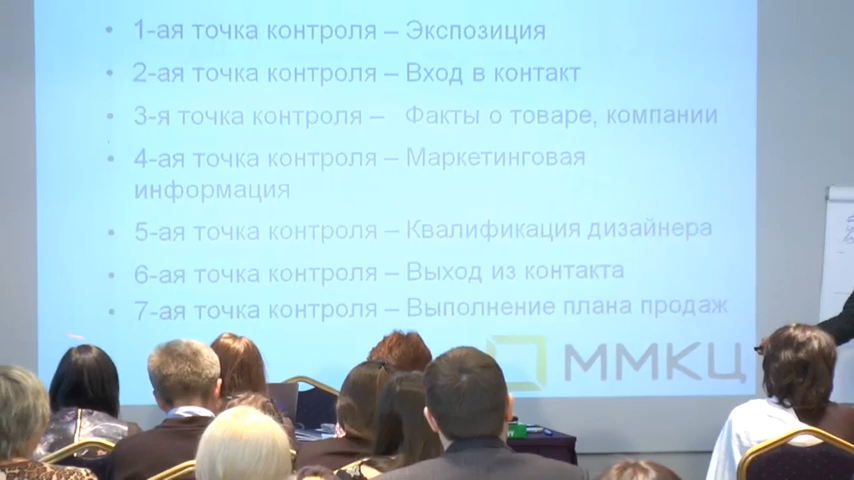 • 1-ая точка контроля – Экспозиция
• 2-ая точка контроля – Вход в контакт
• 3-я точка контроля – Факты о товаре, компании
• 4-ая точка контроля – Маркетинговая
информация
• 5-ая точка контроля – Квалификация дизайнера
• 6-ая точка контроля – Выход из контакта
• 7-ая точка контроля – Выполнение плана продаж
ММКЦ